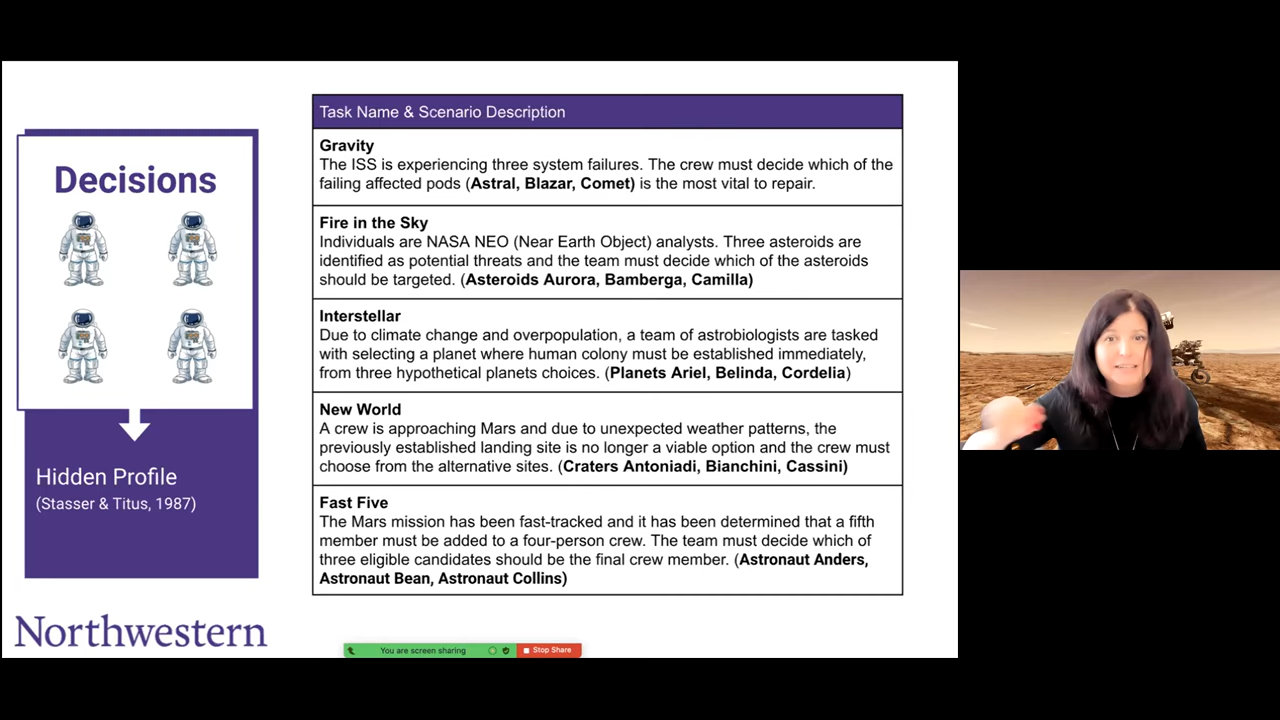 Decisions
Hidden Profile
(Stasser & Titus, 1987)
Northwestern
Task Name & Scenario Description
Gravity
The ISS is experiencing three system failures. The crew must decide which of the
failing affected pods (Astral, Blazar, Comet) is the most vital to repair.
Fire in the Sky
Individuals are NASA NEO (Near Earth Object) analysts. Three asteroids are
identified as potential threats and the team must decide which of the asteroids
should be targeted. (Asteroids Aurora, Bamberga, Camilla)
Interstellar
Due to climate change and overpopulation, a team of astrobiologists are tasked
with selecting a planet where human colony must be established immediately,
from three hypothetical planets choices. (Planets Ariel, Belinda, Cordelia)
New World
A crew is approaching Mars and due to unexpected weather patterns, the
previously established landing site is no longer a viable option and the crew must
choose from the alternative sites. (Craters Antoniadi, Bianchini, Cassini)
Fast Five
The Mars mission has been fast-tracked and it has been determined that a fifth
member must be added to a four-person crew. The team must decide which of
three eligible candidates should be the final crew member. (Astronaut Anders,
Astronaut Bean, Astronaut Collins)
You are screen sharing
Stop Share